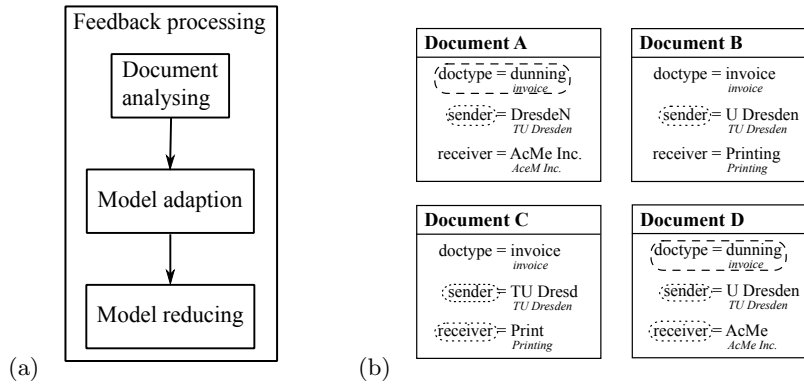 Feedback processing
Document
analysing
Model adaption
Model reducing
(a)
Document A
doctype = dunning
invoice
sender = DresdeN
TU Dresden
receiver = AcMe Inc.
AceM Inc.
Document B
doctype = invoice
invoice
sender = U Dresden
TU Dresden
receiver = Printing
Printing
Document C
doctype = invoice
invoice
sender = TU Dresd
TU Dresden
receiver = Print
Printing
Document D
doctype = dunning
invoice
sender = U Dresden
TU Dresden
receiver = AcMe
AcMe Inc.
(b)